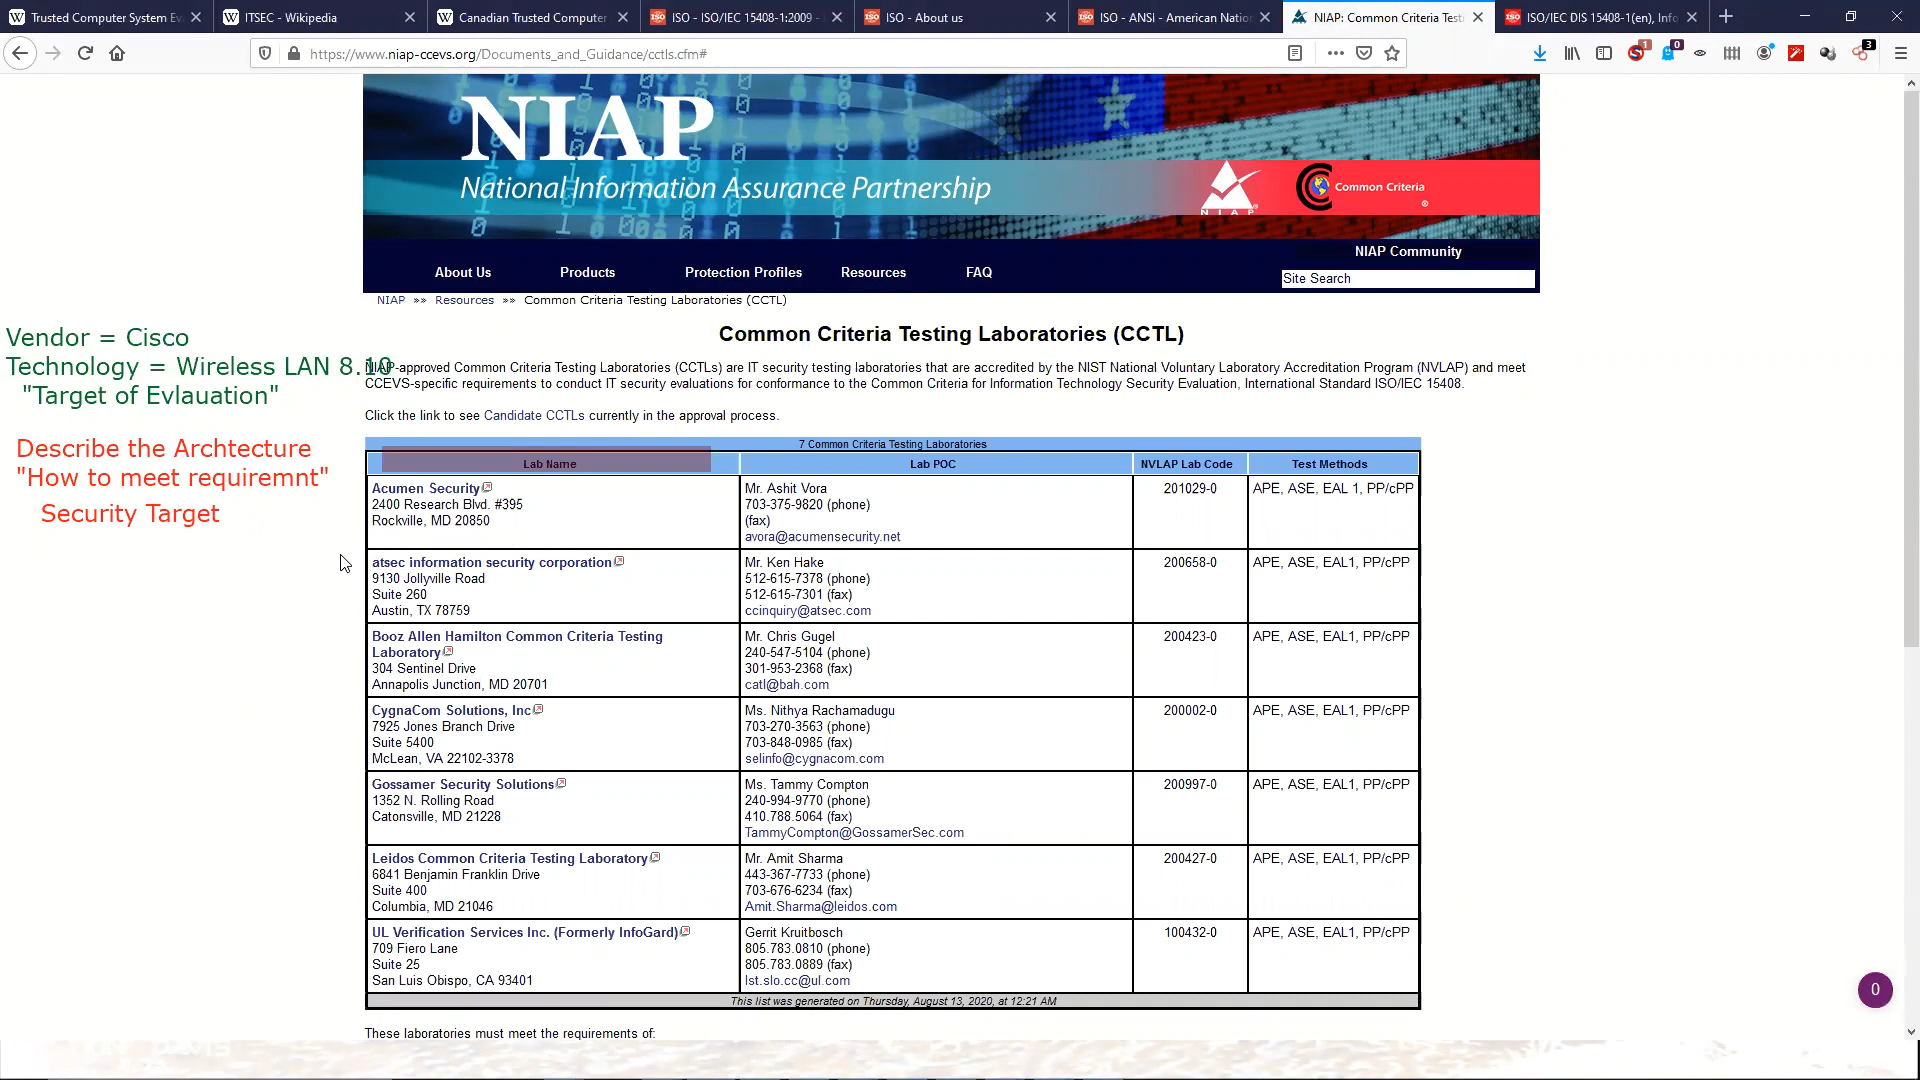 Trusted Computer System Ev
ITSEC - Wikipedia
Canadian Trusted Computer
ISO - ISO/IEC 15408-1:2009 -
ISO - About us
ISO - ANSI - American Natio
NIAP: Common Criteria Test
ISO/IEC DIS 15408-1(en), Info
https://www.niap-ccevs.org/Documents_and_Guidance/cctls.cfm#
1
0
3
NIAP
National Information Assurance Partnership
NIAP
Common Criteria
®
NIAP Community
About Us
Products
Protection Profiles
Resources
FAQ
Site Search
NIAP »» Resources »» Common Criteria Testing Laboratories (CCTL)
Vendor = Cisco
Technology = Wireless LAN 8.10
"Target of Evlauation"
Describe the Archtecture
"How to meet requiremnt"
Security Target
Common Criteria Testing Laboratories (CCTL)
NIAP-approved Common Criteria Testing Laboratories (CCTLs) are IT security testing laboratories that are accredited by the NIST National Voluntary Laboratory Accreditation Program (NVLAP) and meet
CCEVS-specific requirements to conduct IT security evaluations for conformance to the Common Criteria for Information Technology Security Evaluation, International Standard ISO/IEC 15408.
Click the link to see Candidate CCTLs currently in the approval process.
7 Common Criteria Testing Laboratories
Lab Name
Lab POC
NVLAP Lab Code
Test Methods
Acumen Security
2400 Research Blvd. #395
Rockville, MD 20850
Mr. Ashit Vora
703-375-9820 (phone)
(fax)
avora@acumensecurity.net
201029-0
APE, ASE, EAL 1, PP/cPP
atsec information security corporation
9130 Jollyville Road
Suite 260
Austin, TX 78759
Mr. Ken Hake
512-615-7378 (phone)
512-615-7301 (fax)
ccinquiry@atsec.com
200658-0
APE, ASE, EAL1, PP/cPP
Booz Allen Hamilton Common Criteria Testing
Laboratory
304 Sentinel Drive
Annapolis Junction, MD 20701
Mr. Chris Gugel
240-547-5104 (phone)
301-953-2368 (fax)
catl@bah.com
200423-0
APE, ASE, EAL1, PP/cPP
CygnaCom Solutions, Inc
7925 Jones Branch Drive
Suite 5400
McLean, VA 22102-3378
Ms. Nithya Rachamadugu
703-270-3563 (phone)
703-848-0985 (fax)
selinfo@cygnacom.com
200002-0
APE, ASE, EAL1, PP/cPP
Gossamer Security Solutions
1352 N. Rolling Road
Catonsville, MD 21228
Ms. Tammy Compton
240-994-9770 (phone)
410.788.5064 (fax)
TammyCompton@GossamerSec.com
200997-0
APE, ASE, EAL1, PP/cPP
Leidos Common Criteria Testing Laboratory
6841 Benjamin Franklin Drive
Suite 400
Columbia, MD 21046
Mr. Amit Sharma
443-367-7733 (phone)
703-676-6234 (fax)
Amit.Sharma@leidos.com
200427-0
APE, ASE, EAL1, PP/cPP
UL Verification Services Inc. (Formerly InfoGard)
709 Fiero Lane
Suite 25
San Luis Obispo, CA 93401
Gerrit Kruitbosch
805.783.0810 (phone)
805.783.0889 (fax)
lst.slo.cc@ul.com
100432-0
APE, ASE, EAL1, PP/cPP
This list was generated on Thursday, August 13, 2020, at 12:21 AM
These laboratories must meet the requirements of:
0